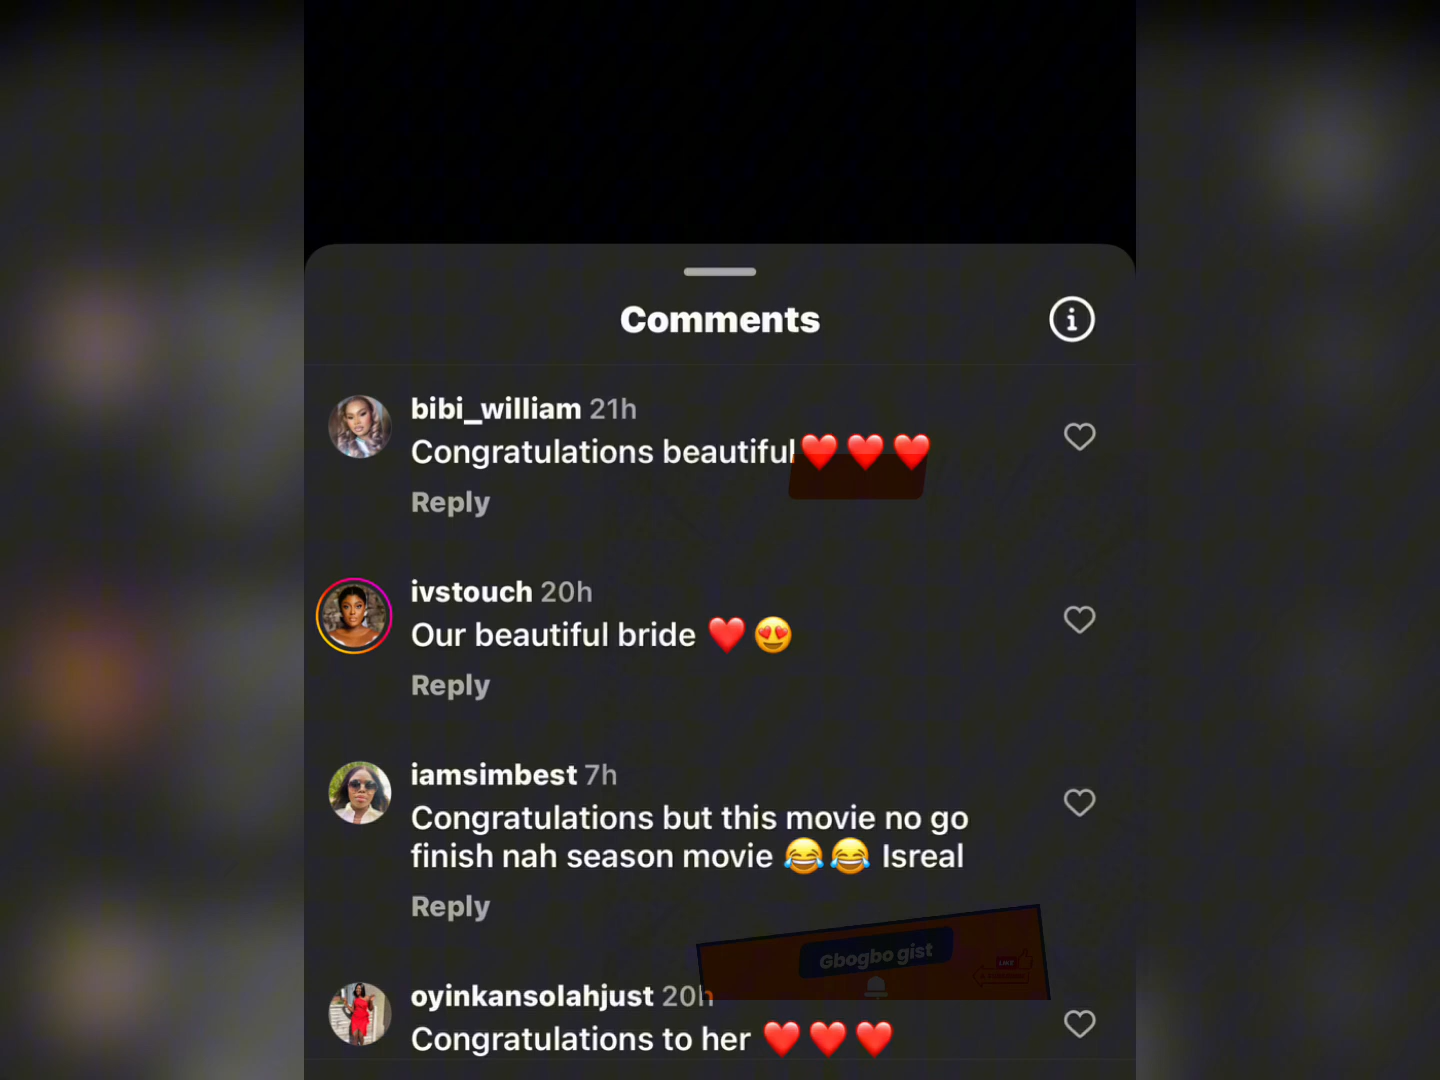 Comments
bibi_william 21h
Congratulations beautiful❤️❤️❤️
Reply
ivstouch 20h
Our beautiful bride ❤️😍
Reply
iamsimbest 7h
Congratulations but this movie no go
finish nah season movie 😂😂 Isreal
Reply
Gbogbo gist
LIKE
oyinkansolahjust 20h
Congratulations to her ❤️❤️❤️